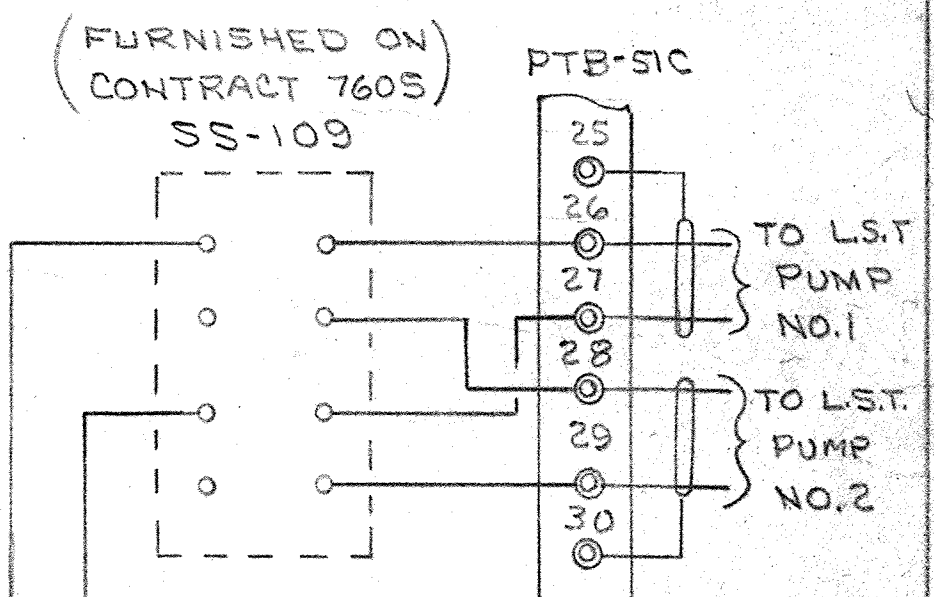 (FURNISHED ON
CONTRACT 760S)
SS-109
PTB-51C
25
26
27
28
29
30
TO L.S.T
PUMP
NO.1
TO L.S.T.
PUMP
NO.2